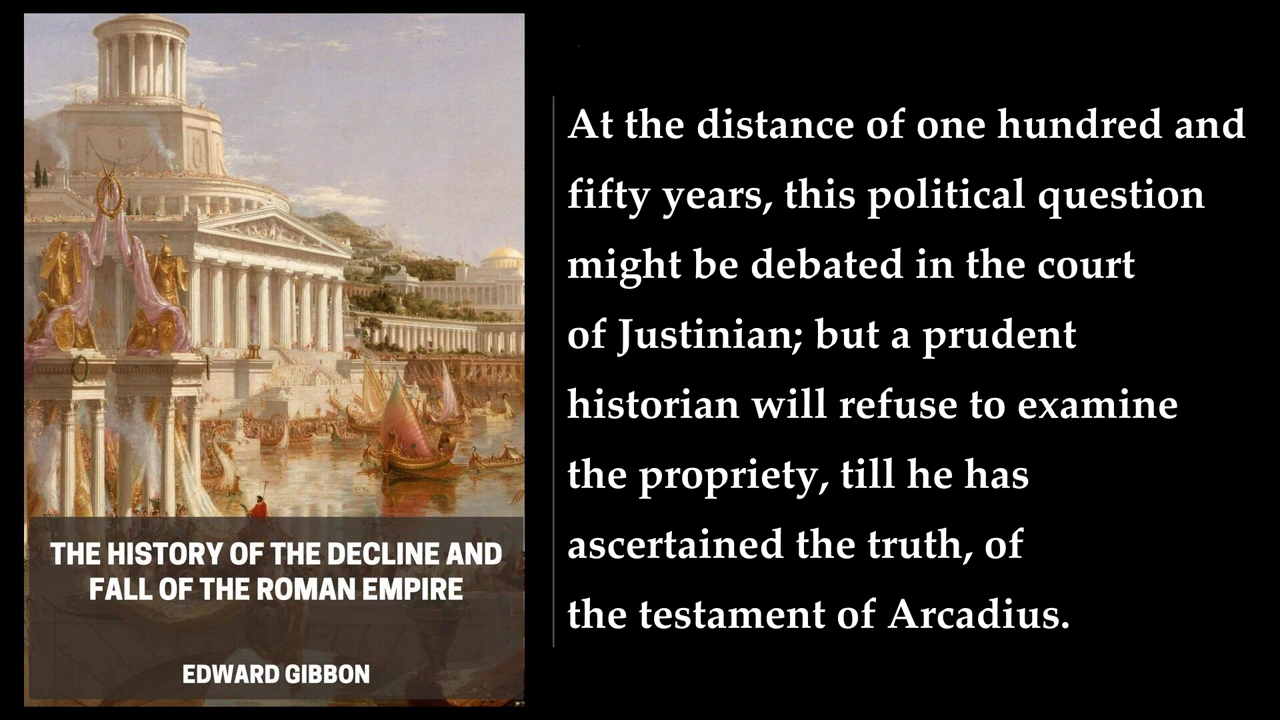 THE HISTORY OF THE DECLINE AND
FALL OF THE ROMAN EMPIRE
EDWARD GIBBON
At the distance of one hundred and
fifty years, this political question
might be debated in the court
of Justinian; but a prudent
historian will refuse to examine
the propriety, till he has
ascertained the truth, of
the testament of Arcadius.